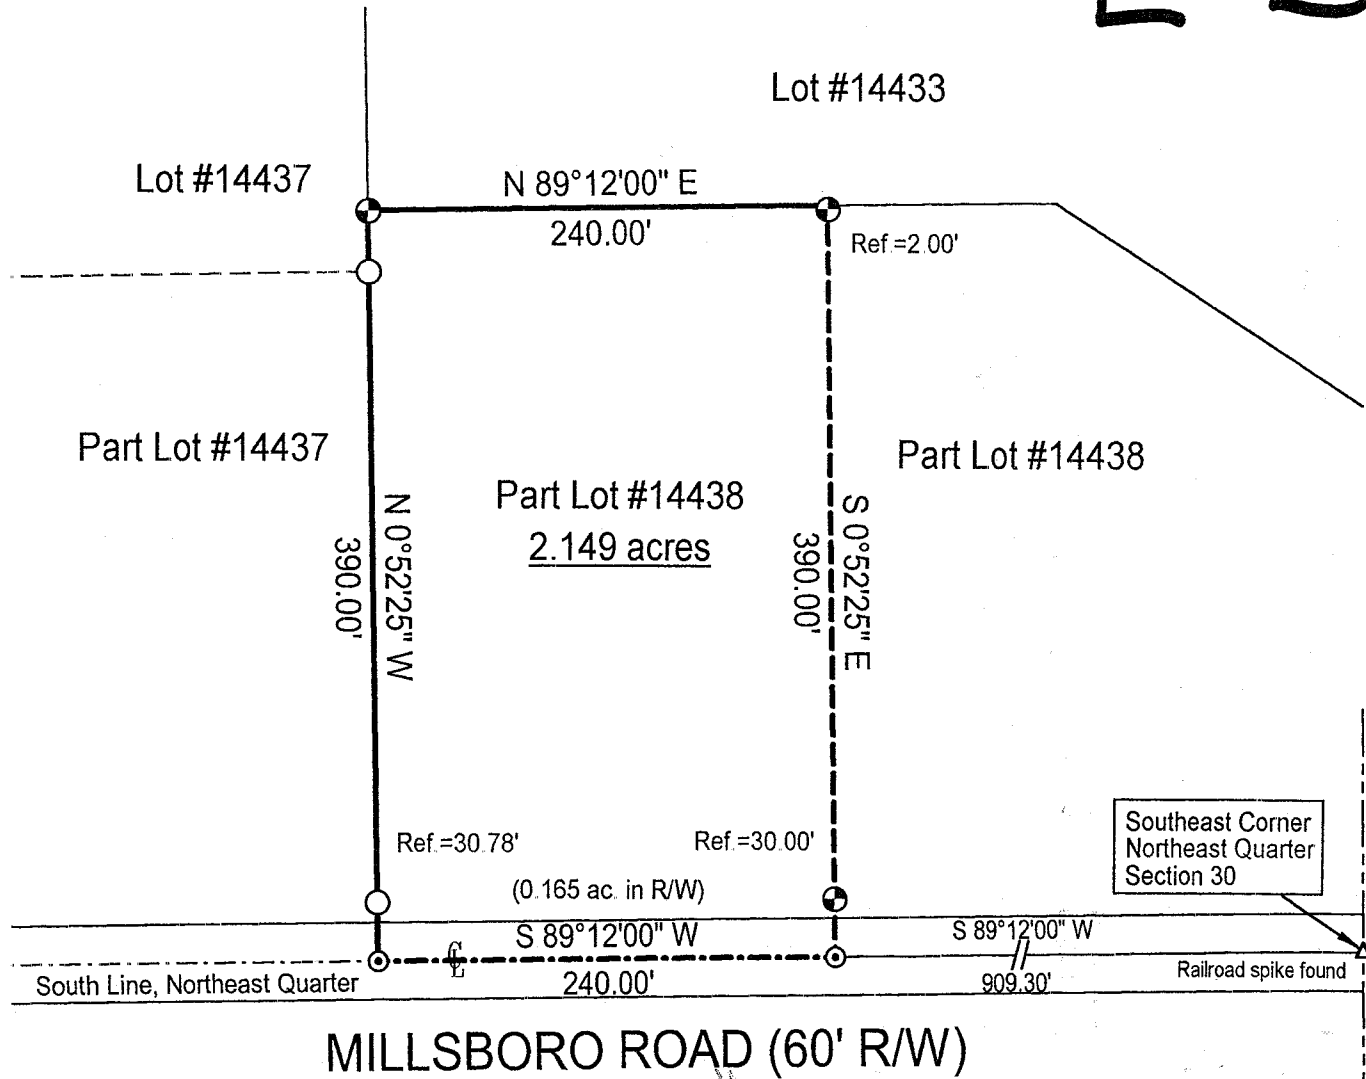 Lot #14433
Lot #14437
N 89°12'00" E
240.00'
Ref.=2.00'
Part Lot #14437
Part Lot #14438
Part Lot #14438
2.149 acres
N 0°52'25" W
390.00'
S 0°52'25" E
390.00'
Ref.=30.78'
Ref.=30.00'
(0.165 ac. in R/W)
Southeast Corner
Northeast Quarter
Section 30
S 89°12'00" W
S 89°12'00" W
South Line, Northeast Quarter
240.00'
909.30'
Railroad spike found
MILLSBORO ROAD (60' R/W)